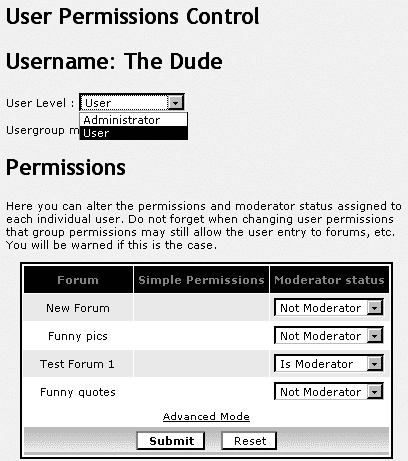 User Permissions Control
Username: The Dude
User Level : User
Administrator
User
Usergroup m
Permissions
Here you can alter the permissions and moderator status assigned to
each individual user. Do not forget when changing user permissions
that group permissions may still allow the user entry to forums, etc.
You will be warned if this is the case.
Forum Simple Permissions Moderator status
New Forum Not Moderator
Funny pics Not Moderator
Test Forum 1 Is Moderator
Funny quotes Not Moderator
Advanced Mode
Submit Reset